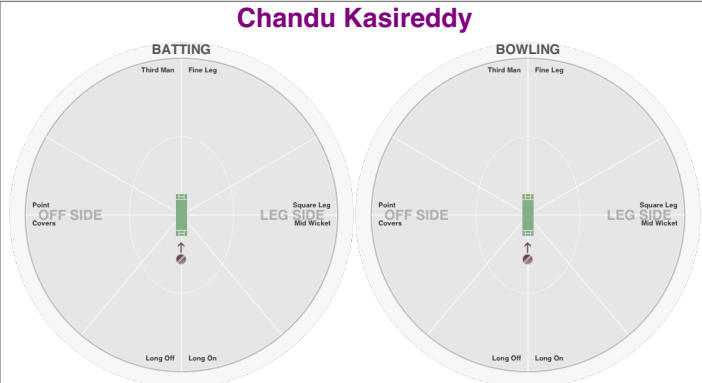 Chandu Kasireddy
BATTING
BOWLING
Third Man
Fine Leg
Third Man
Fine Leg
Point
OFF SIDE
Covers
Square Leg
LEG SIDE
Mid Wicket
Point
OFF SIDE
Covers
Square Leg
LEG SIDE
Mid Wicket
Long Off
Long On
Long Off
Long On